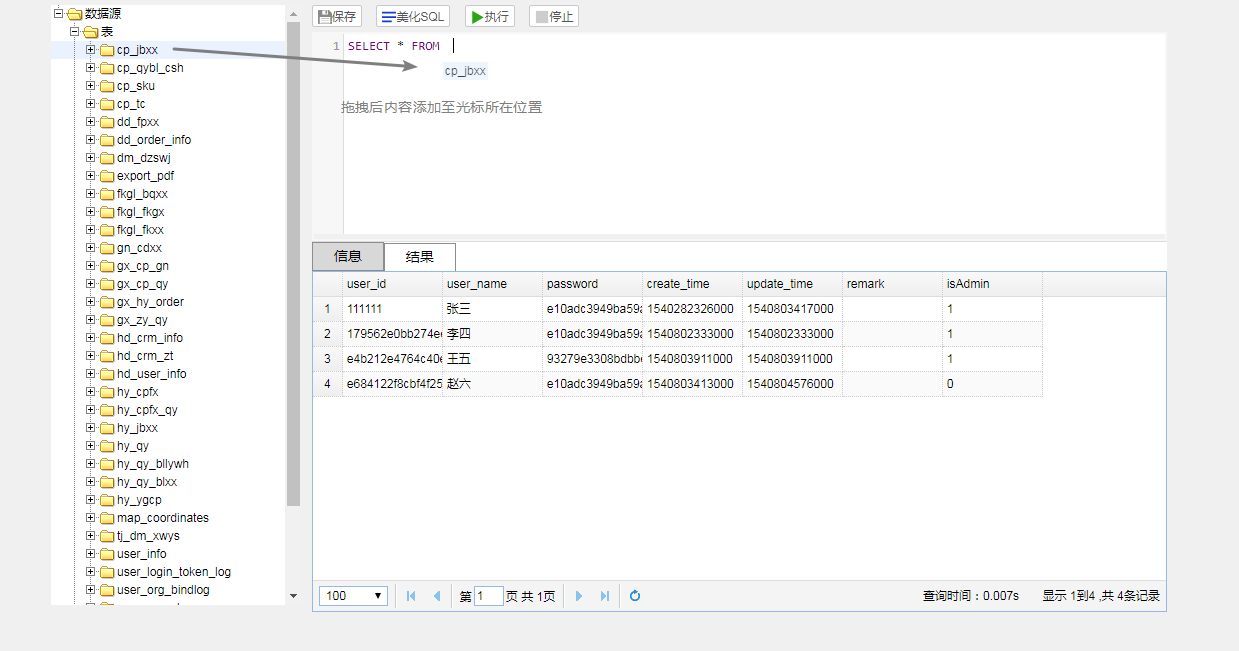 数据源
表
cp_jbxx
cp_qybl_csh
cp_sku
cp_tc
dd_fpxx
dd_order_info
dm_dzswj
export_pdf
fkgl_bqxx
fkgl_fkgx
fkgl_fkxx
gn_cdxx
gx_cp_gn
gx_cp_qy
gx_hy_order
gx_zy_qy
hd_crm_info
hd_crm_zt
hd_user_info
hy_cpfx
hy_cpfx_qy
hy_jbxx
hy_qy
hy_qy_bllywh
hy_qy_blxx
hy_ygcp
map_coordinates
tj_dm_xwys
user_info
user_login_token_log
user_org_bindlog
保存 美化SQL 执行 停止
1 SELECT * FROM
cp_jbxx
拖拽后内容添加至光标所在位置
信息 结果
user_id user_name password create_time update_time remark isAdmin
1 111111 张三 e10adc3949ba59a 1540282326000 1540803417000 1
2 179562e0bb274e 李四 e10adc3949ba59a 1540802333000 1540802333000 1
3 e4b212e4764c40e 王五 93279e3308bdbb 1540803911000 1540803911000 1
4 e684122f8cbf4f25 赵六 e10adc3949ba59a 1540803413000 1540804576000 0
100 第 1 页 共 1页 查询时间：0.007s 显示 1到4 ,共 4条记录